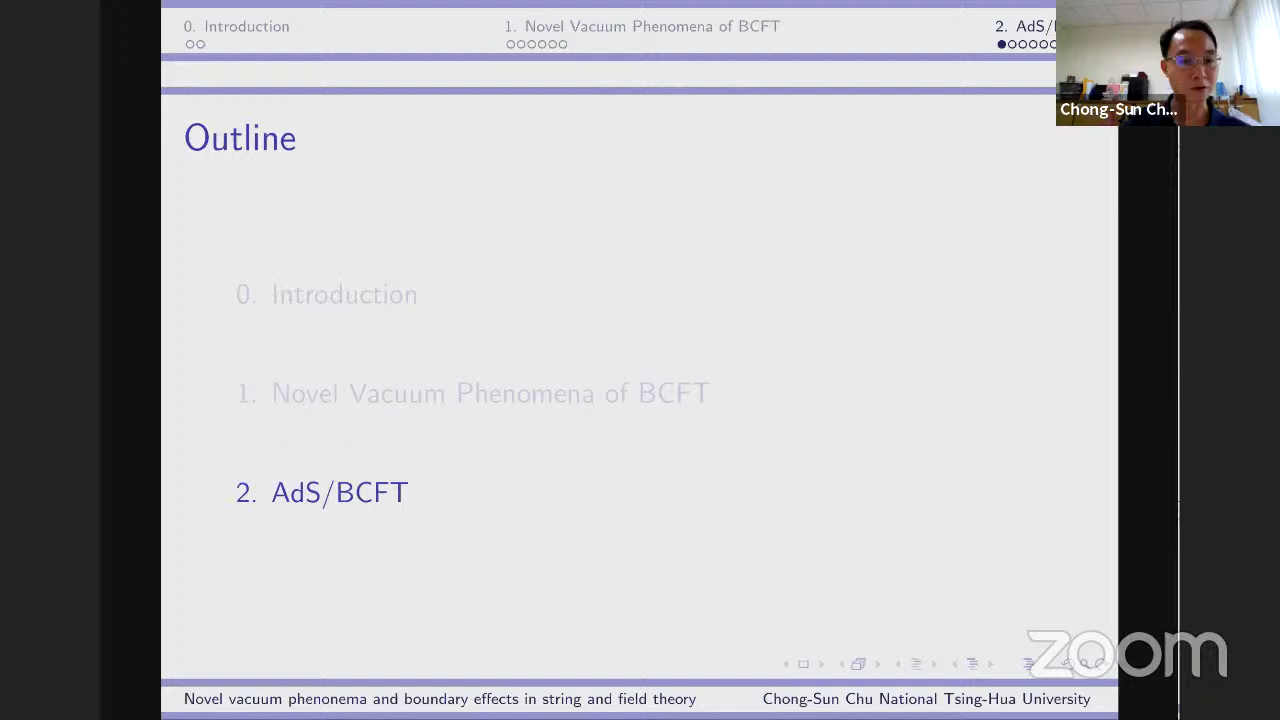 0. Introduction
1. Novel Vacuum Phenomena of BCFT
2. AdS/
Chong-Sun Ch...
Outline
0. Introduction
1. Novel Vacuum Phenomena of BCFT
2. AdS/BCFT
zoom
Novel vacuum phenonema and boundary effects in string and field theory
Chong-Sun Chu National Tsing-Hua University